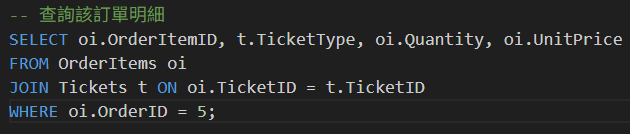 -- 查詢該訂單明細
SELECT oi.OrderItemID, t.TicketType, oi.Quantity, oi.UnitPrice
FROM OrderItems oi
JOIN Tickets t ON oi.TicketID = t.TicketID
WHERE oi.OrderID = 5;